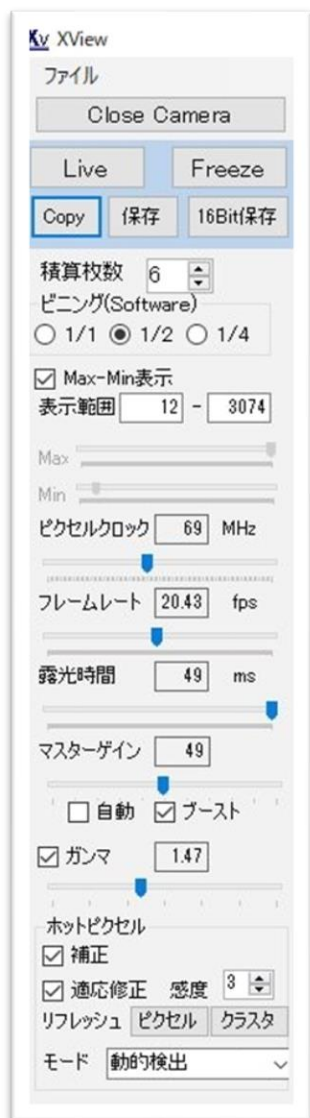 Kv XView
ファイル
Close Camera
Live Freeze
Copy 保存 16Bit保存
積算枚数 6
ビニング(Software)
1/1 1/2 1/4
Max-Min表示
表示範囲 12 - 3074
Max
Min
ピクセルクロック 69 MHz
フレームレート 20.43 fps
露光時間 49 ms
マスターゲイン 49
自動 ブースト
ガンマ 1.47
ホットピクセル
補正
適応修正 感度 3
リフレッシュ ピクセル クラスタ
モード 動的検出